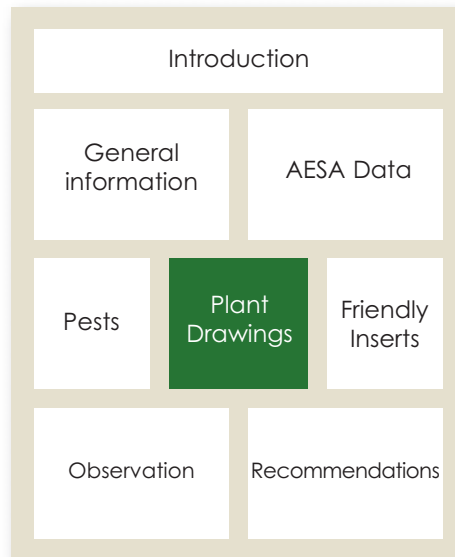 Introduction
General
information
AESA Data
Pests
Plant
Drawings
Friendly
Inserts
Observation
Recommendations